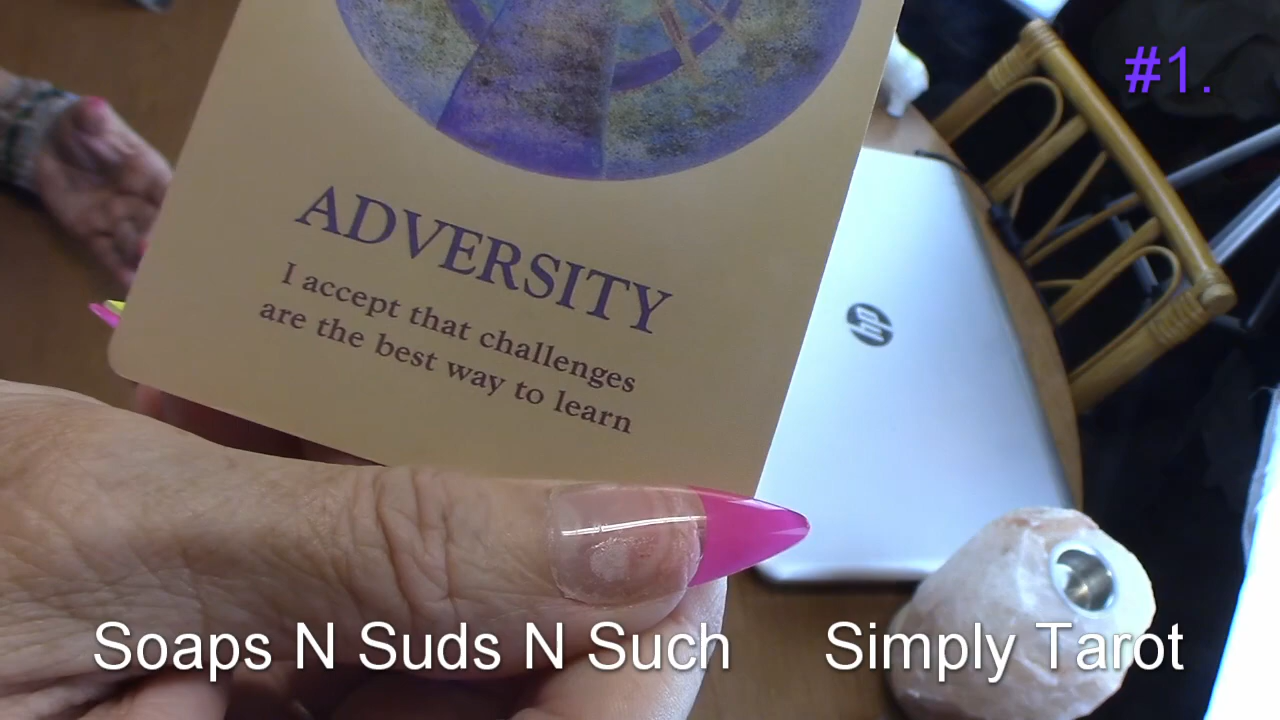 #1.
ADVERSITY
I accept that challenges
are the best way to learn
hp
Soaps N Suds N Such Simply Tarot